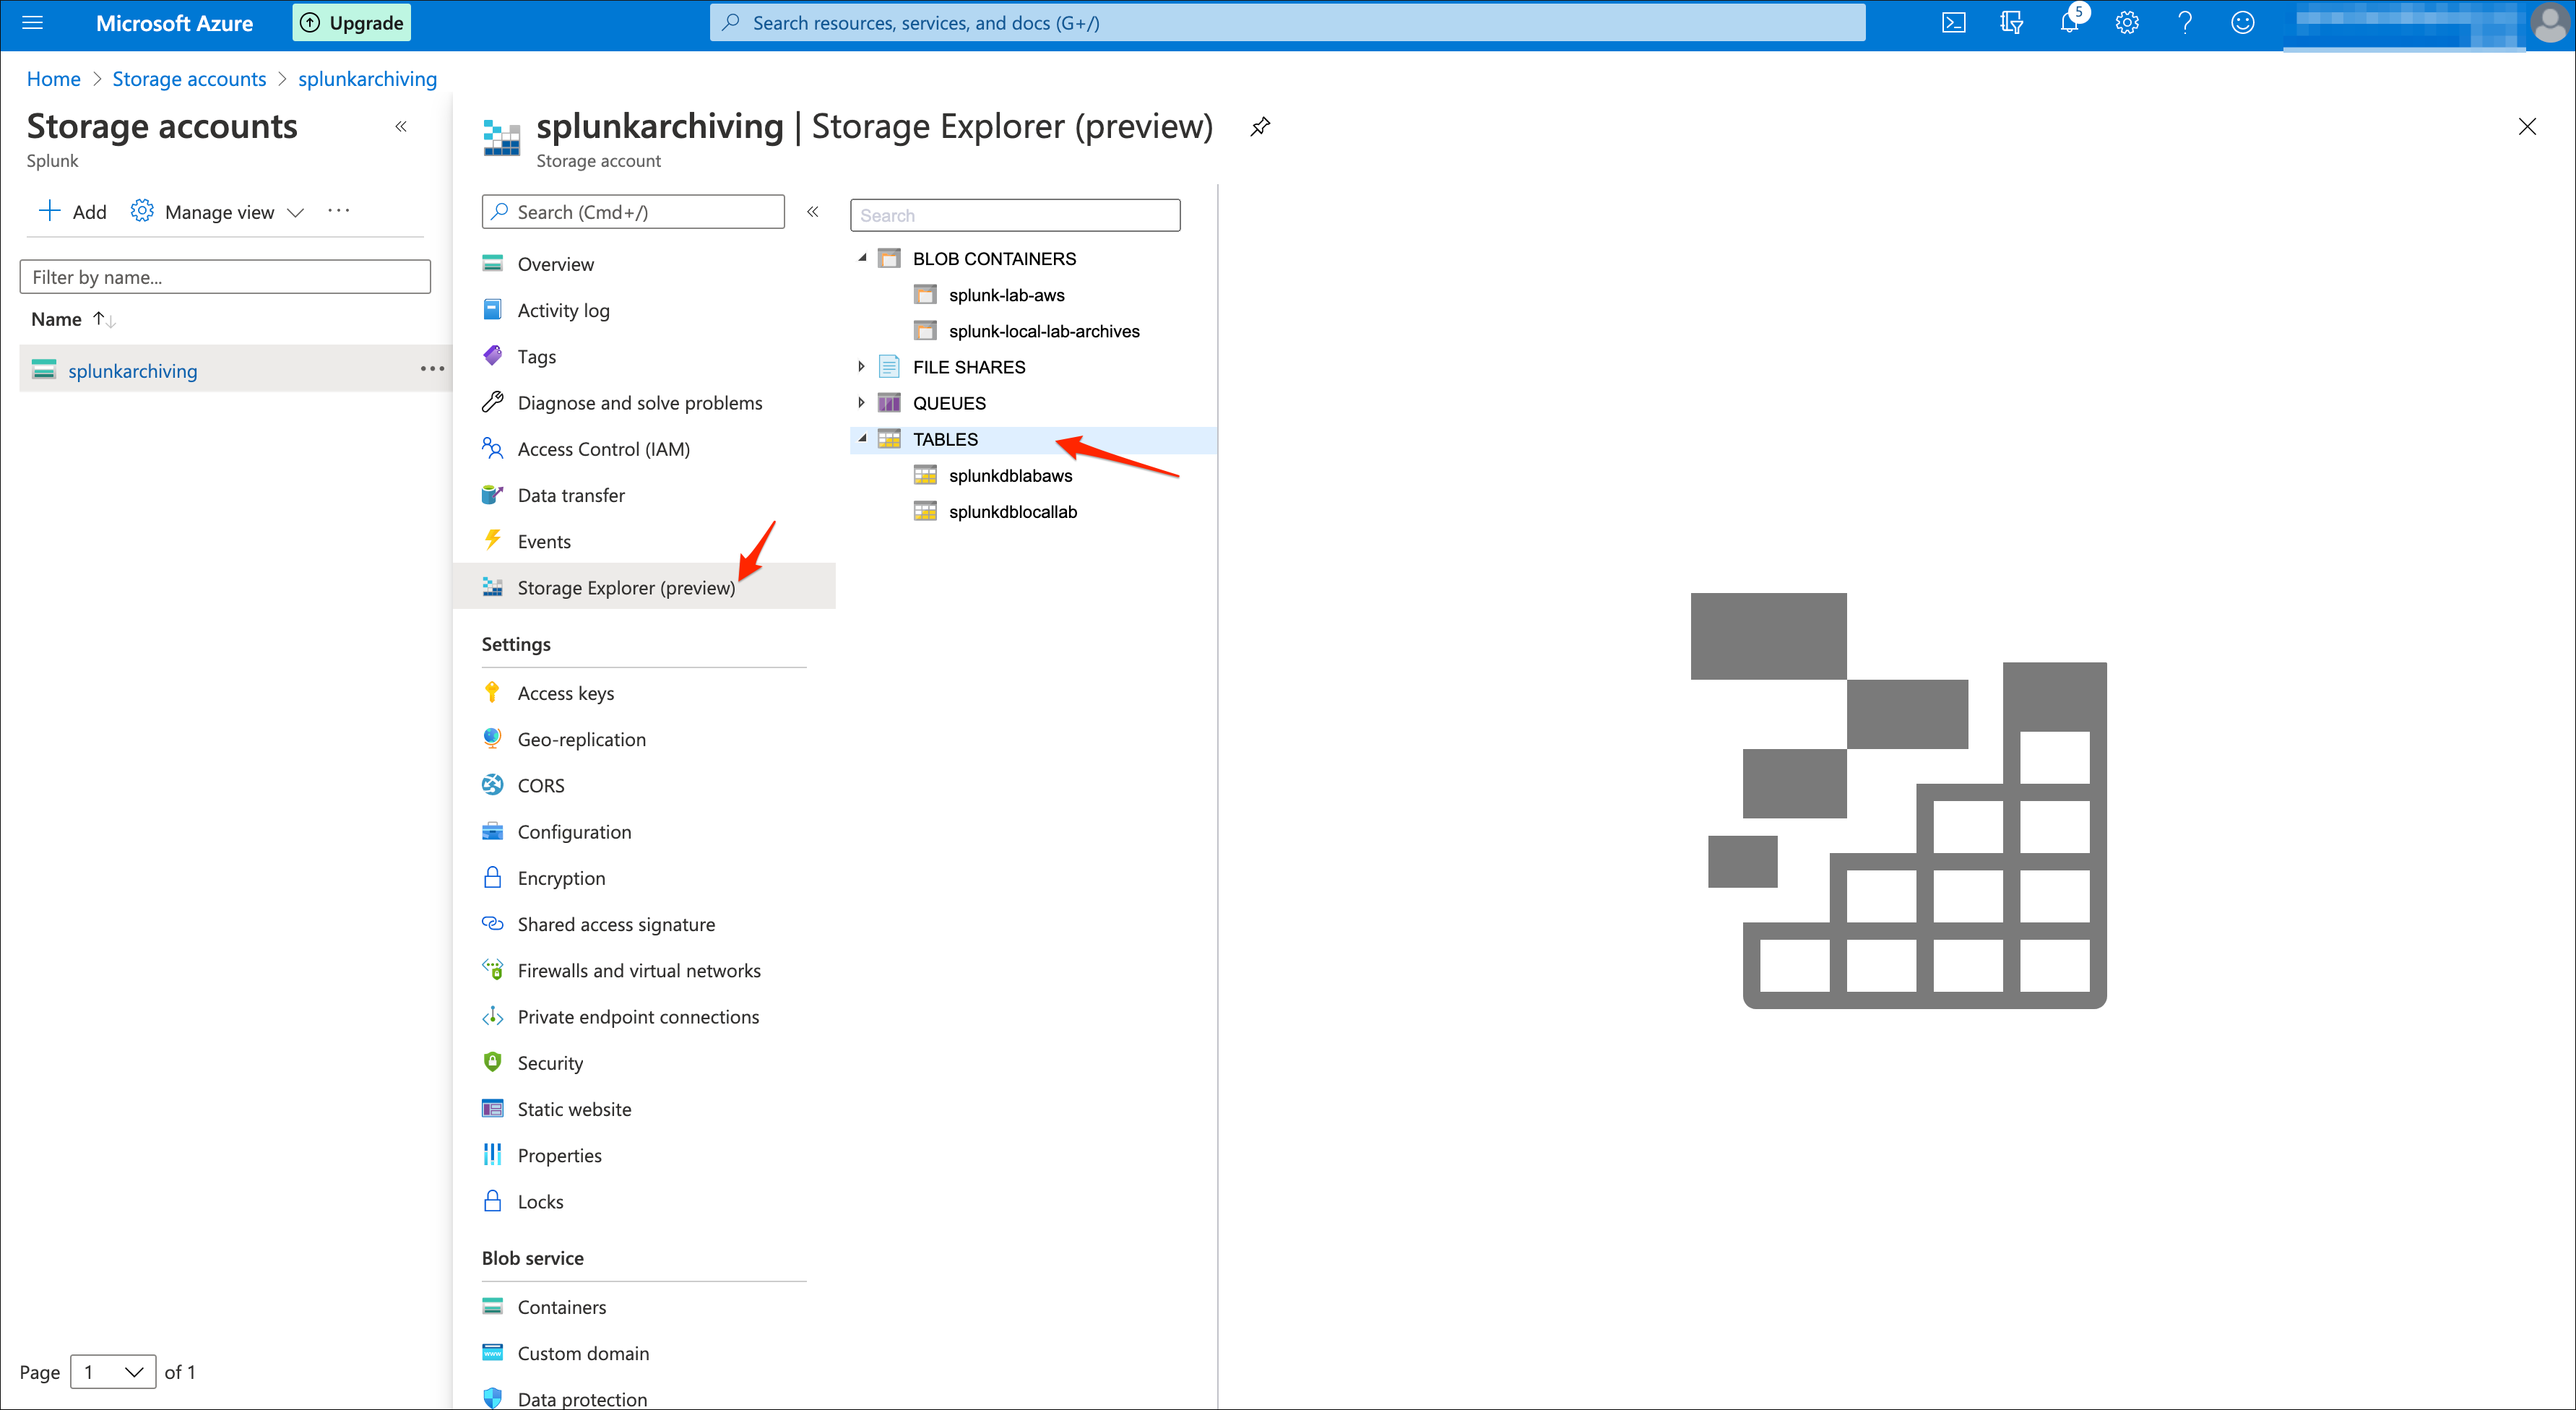 Microsoft Azure
Upgrade
Search resources, services, and docs (G+/)
5
Home > Storage accounts > splunkarchiving
Storage accounts
«
Splunk
Add
Manage view
...
Filter by name...
Name ↑↓
splunkarchiving
...
Page 1 of 1
splunkarchiving | Storage Explorer (preview)
Storage account
Search (Cmd+/)
«
Overview
Activity log
Tags
Diagnose and solve problems
Access Control (IAM)
Data transfer
Events
Storage Explorer (preview)
Settings
Access keys
Geo-replication
CORS
Configuration
Encryption
Shared access signature
Firewalls and virtual networks
Private endpoint connections
Security
Static website
Properties
Locks
Blob service
Containers
Custom domain
Data protection
Search
BLOB CONTAINERS
splunk-lab-aws
splunk-local-lab-archives
FILE SHARES
QUEUES
TABLES
splunkdblabaws
splunkdblocallab